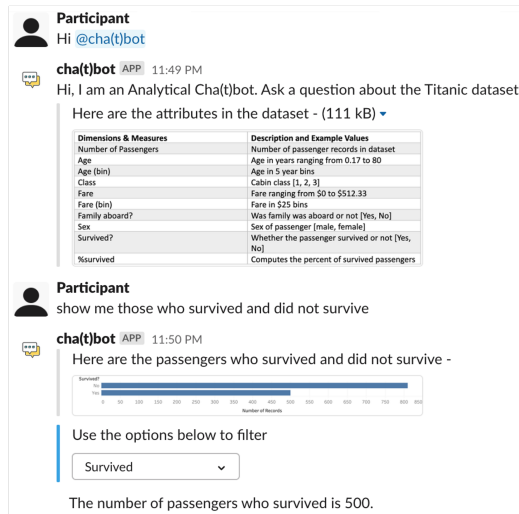 Participant
Hi @cha(t)bot
cha(t)bot APP 11:49 PM
Hi, I am an Analytical Cha(t)bot. Ask a question about the Titanic dataset
Here are the attributes in the dataset - (111 kB)
Dimensions & Measures Description and Example Values
Number of Passengers Number of passenger records in dataset
Age Age in years ranging from 0.17 to 80
Age (bin) Age in 5 year bins
Class Cabin class [1, 2, 3]
Fare Fare ranging from $0 to $512.33
Fare (bin) Fare in $25 bins
Family aboard? Was family was aboard or not [Yes, No]
Sex Sex of passenger [male, female]
Survived? Whether the passenger survived or not [Yes,
No]
%survived Computes the percent of survived passengers
Participant
show me those who survived and did not survive
cha(t)bot APP 11:50 PM
Here are the passengers who survived and did not survive -
Survived?
No
Yes
0 50 100 150 200 250 300 350 400 450 500 550 600 650 700 750 800 850
Number of Records
Use the options below to filter
Survived
The number of passengers who survived is 500.